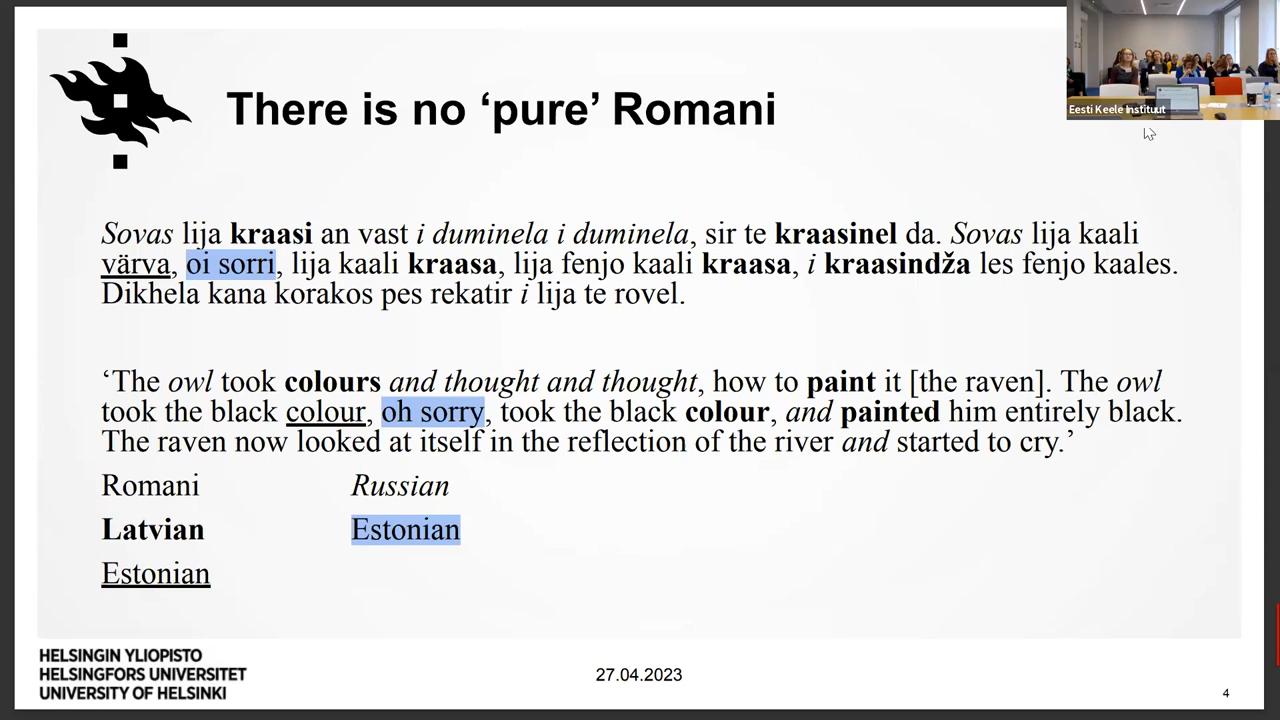 There is no ‘pure’ Romani
Eesti Keele Instituut
Sovas lija kraasi an vast i duminela i duminela, sir te kraasinel da. Sovas lija kaali
värva, oi sorri, lija kaali kraasa, lija fenjo kaali kraasa, i kraasindža les fenjo kaales.
Dikhela kana korakos pes rekatir i lija te rovel.
‘The owl took colours and thought and thought, how to paint it [the raven]. The owl
took the black colour, oh sorry, took the black colour, and painted him entirely black.
The raven now looked at itself in the reflection of the river and started to cry.’
Romani Russian
Latvian Estonian
Estonian
HELSINGIN YLIOPISTO
HELSINGFORS UNIVERSITET
UNIVERSITY OF HELSINKI
27.04.2023
4